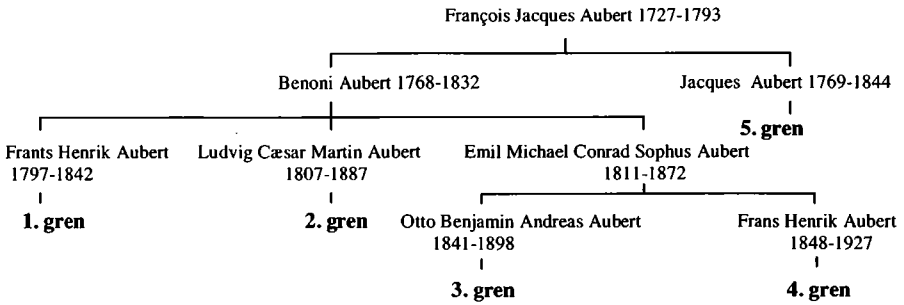 François Jacques Aubert 1727-1793
Benoni Aubert 1768-1832
Jacques Aubert 1769-1844
5. gren
Frants Henrik Aubert
1797-1842
Ludvig Cæsar Martin Aubert
1807-1887
Emil Michael Conrad Sophus Aubert
1811-1872
1. gren
2. gren
Otto Benjamin Andreas Aubert
1841-1898
Frans Henrik Aubert
1848-1927
3. gren
4. gren